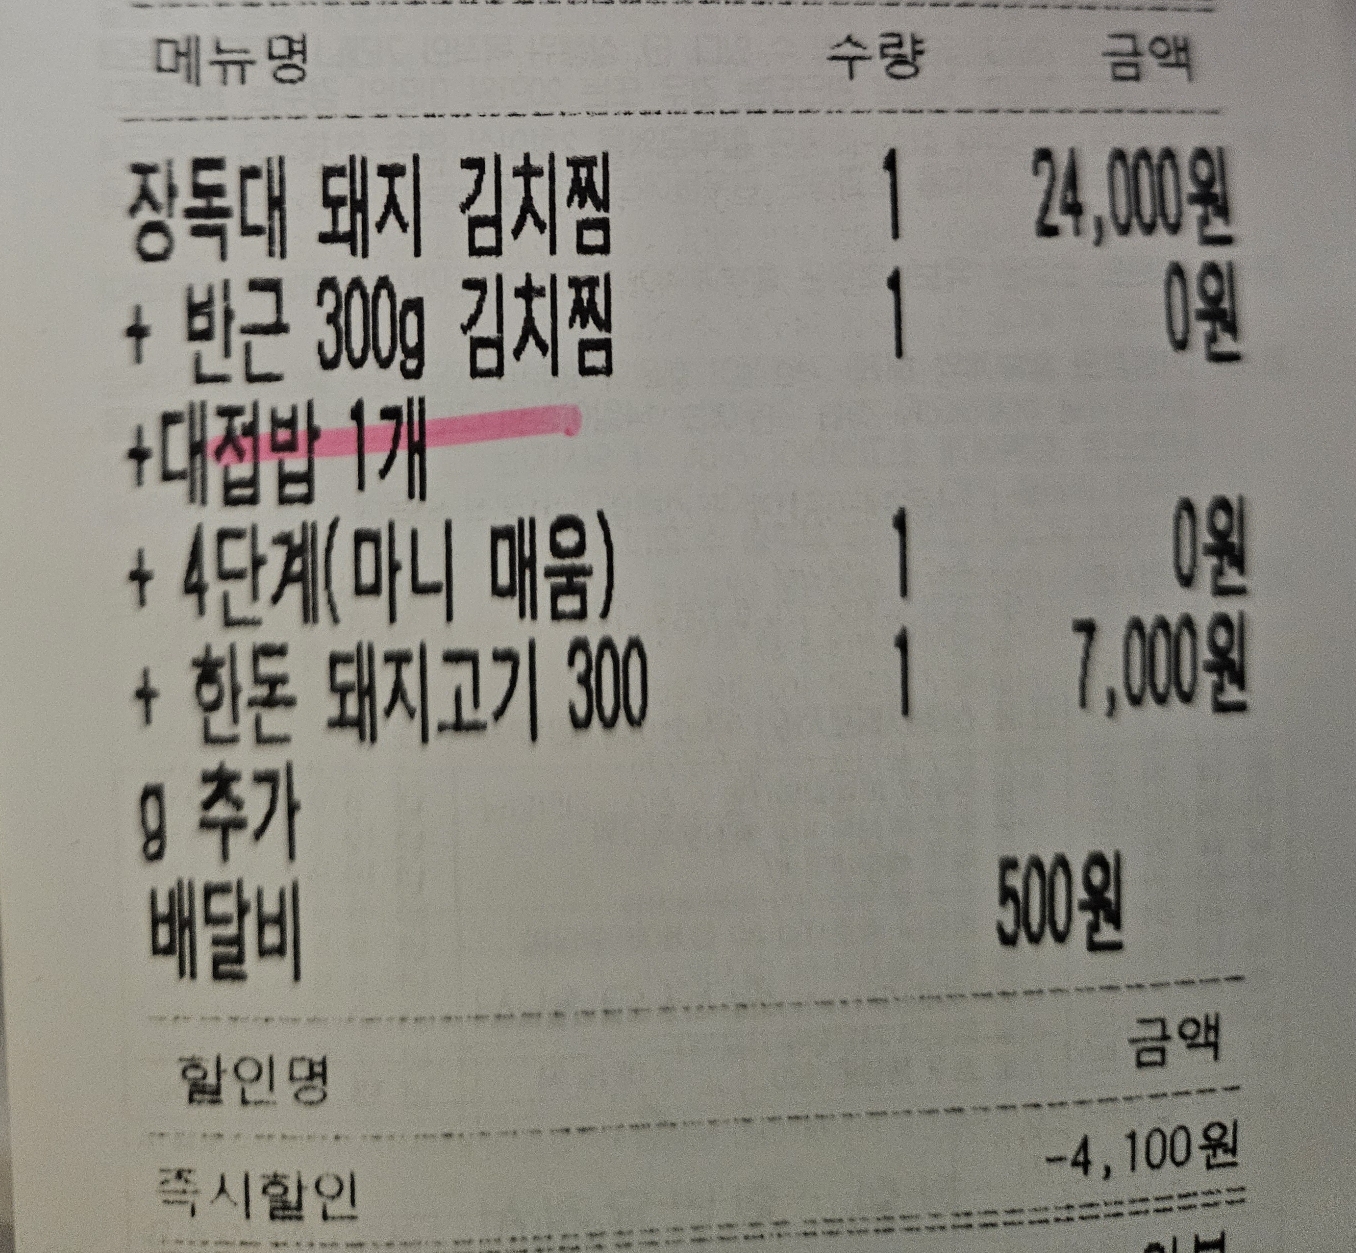 메뉴명 수량 금액
장독대 돼지 김치찜 1 24,000원
+ 반근 300g 김치찜 1 0원
+대접밥 1개
+ 4단계(마니 매움) 1 0원
+ 한돈 돼지고기 300 1 7,000원
g 추가
배달비 500원
할인명 금액
즉시할인 -4,100원